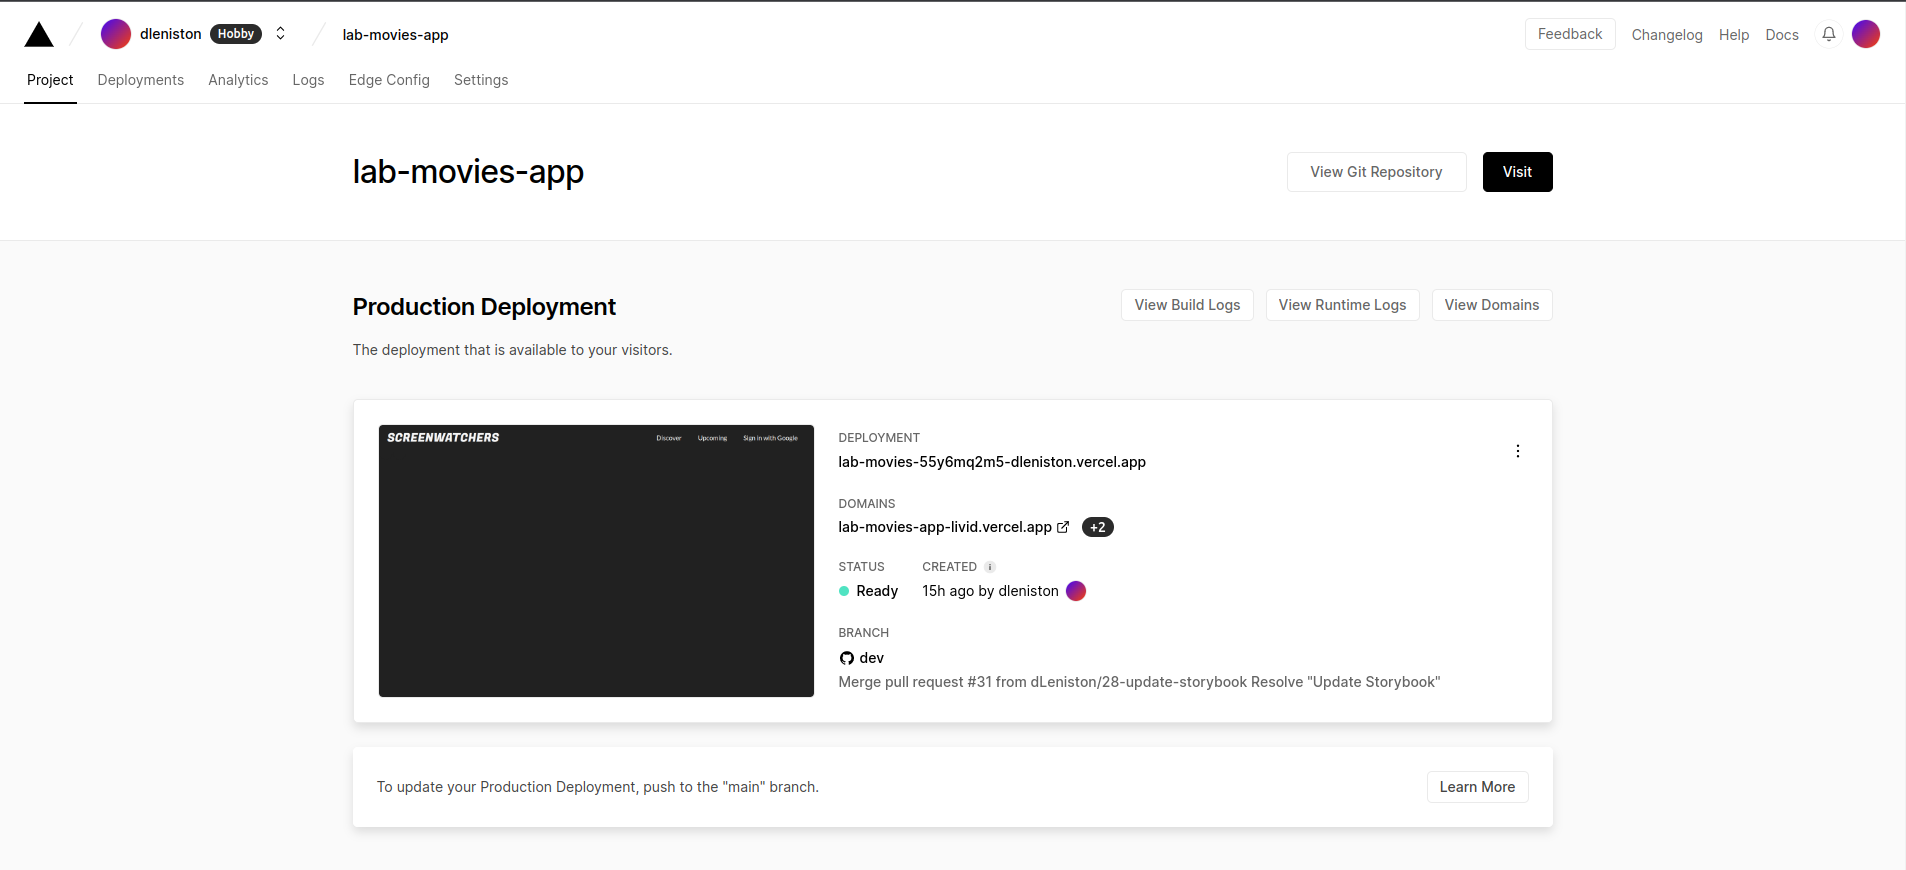 dleniston Hobby lab-movies-app Feedback Changelog Help Docs
Project Deployments Analytics Logs Edge Config Settings
lab-movies-app View Git Repository Visit
Production Deployment View Build Logs View Runtime Logs View Domains
The deployment that is available to your visitors.
SCREENWATCHERS Discover Upcoming Sign in with Google
DEPLOYMENT
lab-movies-55y6mq2m5-dleniston.vercel.app
DOMAINS
lab-movies-app-livid.vercel.app +2
STATUS CREATED i
Ready 15h ago by dleniston
BRANCH
dev
Merge pull request #31 from dLeniston/28-update-storybook Resolve "Update Storybook"
To update your Production Deployment, push to the "main" branch. Learn More